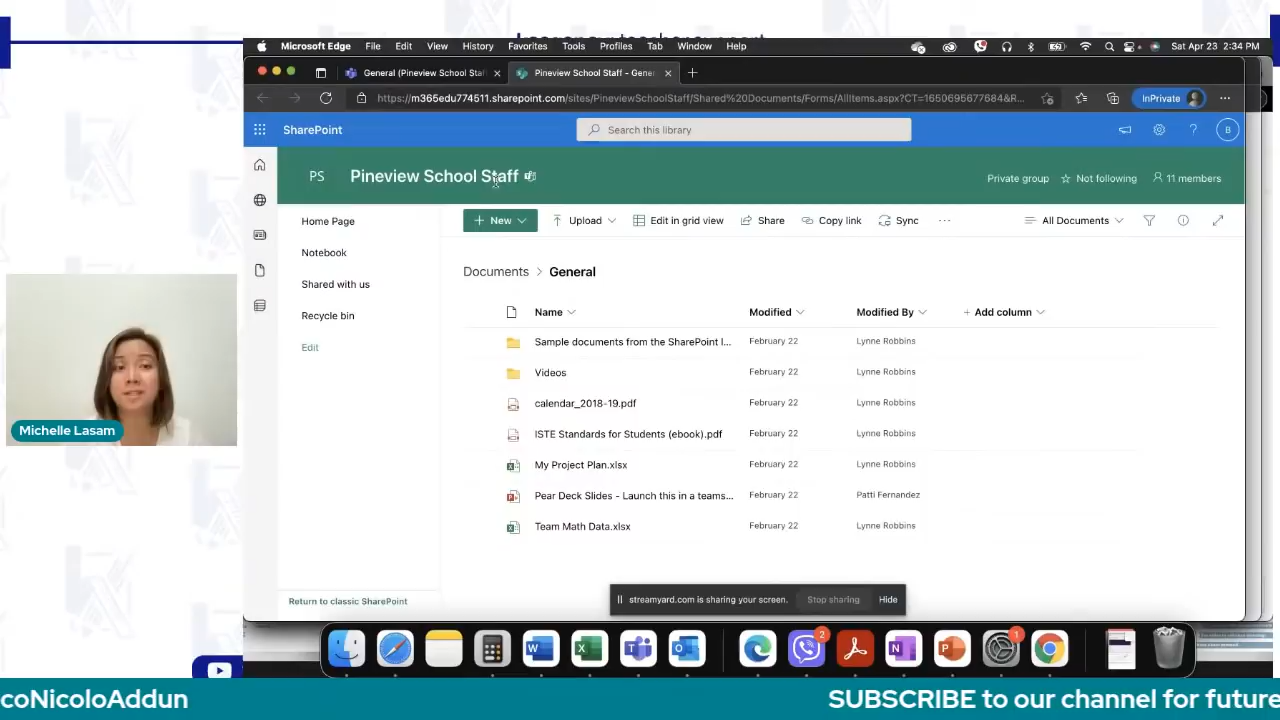 Microsoft Edge File Edit View History Favorites Tools Profiles Tab Window Help Sat Apr 23 2:34 PM
General (Pineview School Staf Pineview School Staff - Gener
https://m365edu774511.sharepoint.com/sites/PineviewSchoolStaff/Shared%20Documents/Forms/AllItems.aspx?CT=1650695677684&R... InPrivate
SharePoint Search this library ? B
PS Pineview School Staff Private group Not following 11 members
Home Page
Notebook
Shared with us
Recycle bin
Edit
Return to classic SharePoint
+ New Upload Edit in grid view Share Copy link Sync ... All Documents
Documents > General
Name Modified Modified By + Add column
Sample documents from the SharePoint l... February 22 Lynne Robbins
Videos February 22 Lynne Robbins
calendar_2018-19.pdf February 22 Lynne Robbins
ISTE Standards for Students (ebook).pdf February 22 Lynne Robbins
My Project Plan.xlsx February 22 Lynne Robbins
Pear Deck Slides - Launch this in a teams... February 22 Patti Fernandez
Team Math Data.xlsx February 22 Lynne Robbins
streamyard.com is sharing your screen. Stop sharing Hide
Michelle Lasam
2 1
coNicoloAddun SUBSCRIBE to our channel for future